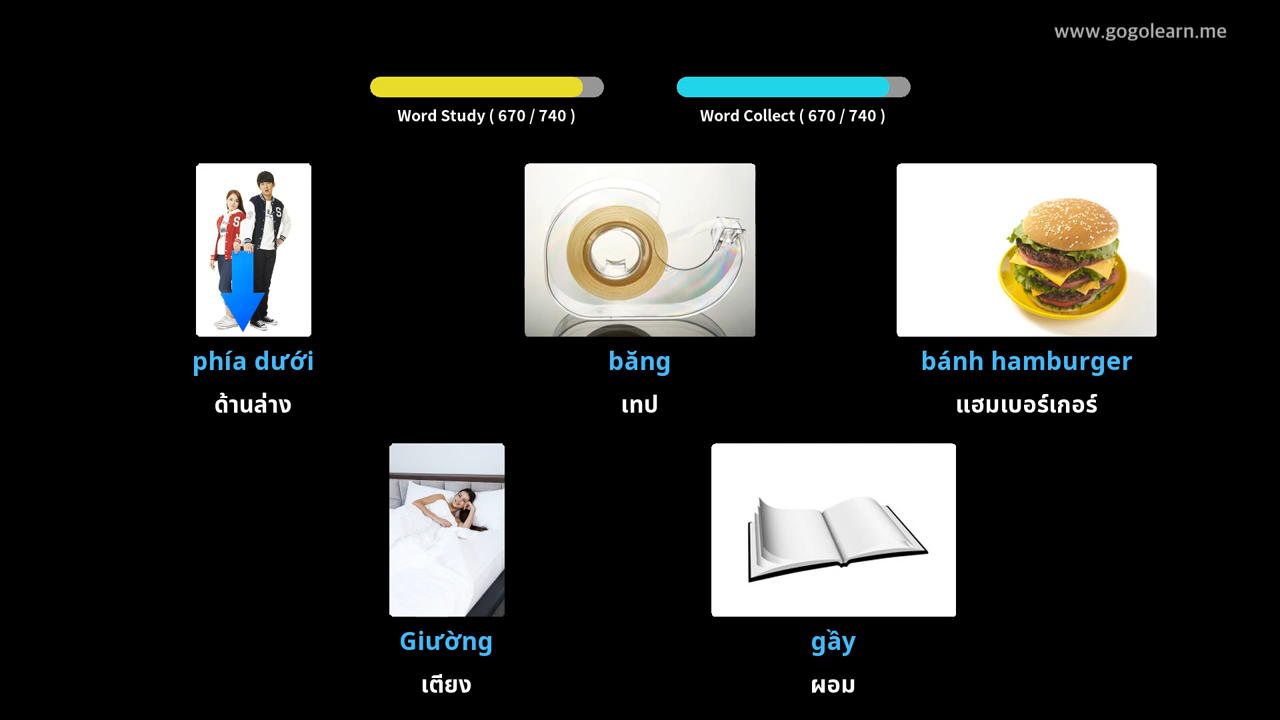 www.gogolearn.me
Word Study ( 670 / 740 )
Word Collect ( 670 / 740 )
phía dưới
ด้านล่าง
băng
เทป
bánh hamburger
แฮมเบอร์เกอร์
Giường
เตียง
gầy
ผอม